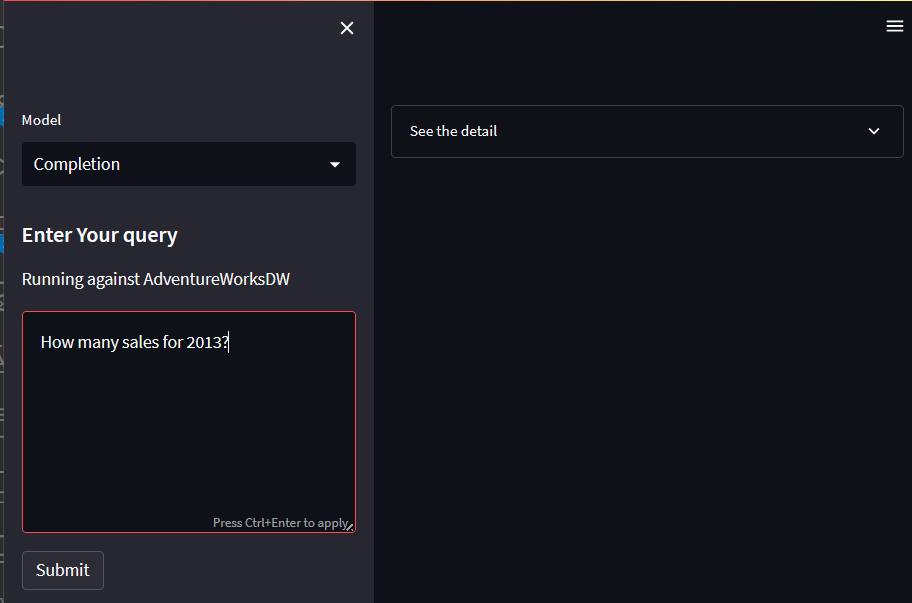 Model
Completion
Enter Your query
Running against AdventureWorksDW
How many sales for 2013?
Press Ctrl+Enter to apply
Submit
See the detail